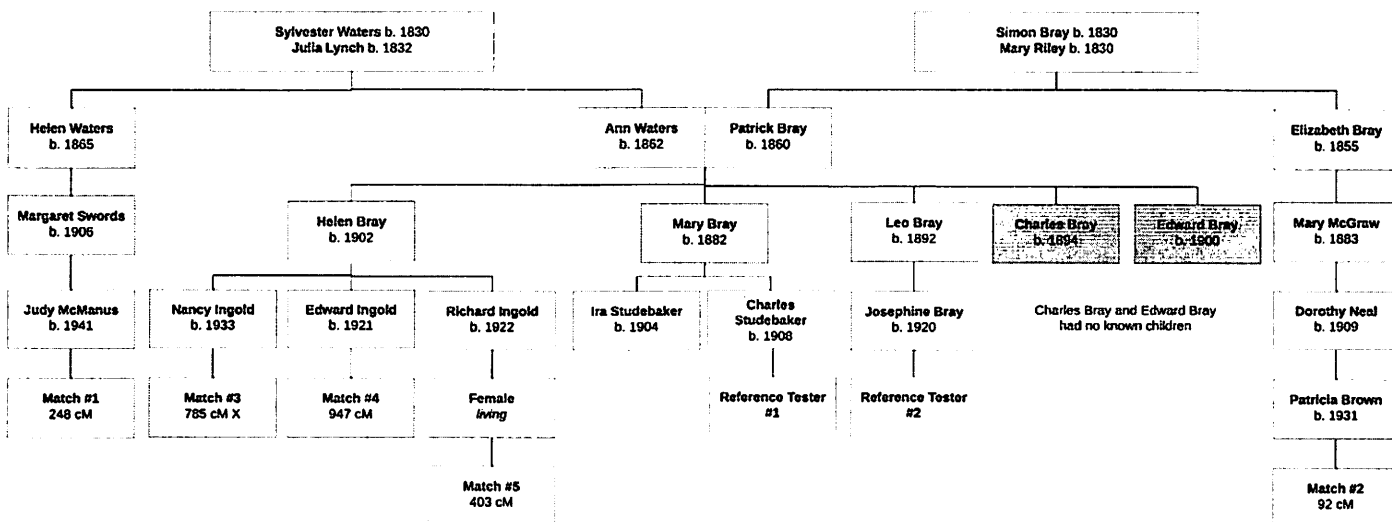 Sylvester Waters b. 1830
Julia Lynch b. 1832
Simon Bray b. 1830
Mary Riley b. 1830
Helen Waters
b. 1865
Ann Waters
b. 1862
Patrick Bray
b. 1860
Elizabeth Bray
b. 1855
Margaret Swords
b. 1906
Helen Bray
b. 1902
Mary Bray
b. 1882
Leo Bray
b. 1892
Charles Bray
b. 1894
Edward Bray
b. 1900
Mary McGraw
b. 1883
Judy McManus
b. 1941
Nancy Ingold
b. 1933
Edward Ingold
b. 1921
Richard Ingold
b. 1922
Ira Studebaker
b. 1904
Charles
Studebaker
b. 1908
Josephine Bray
b. 1920
Charles Bray and Edward Bray
had no known children
Dorothy Neal
b. 1909
Match #1
248 cM
Match #3
785 cM X
Match #4
947 cM
Female
living
Reference Tester
#1
Reference Tester
#2
Patricia Brown
b. 1931
Match #5
403 cM
Match #2
92 cM